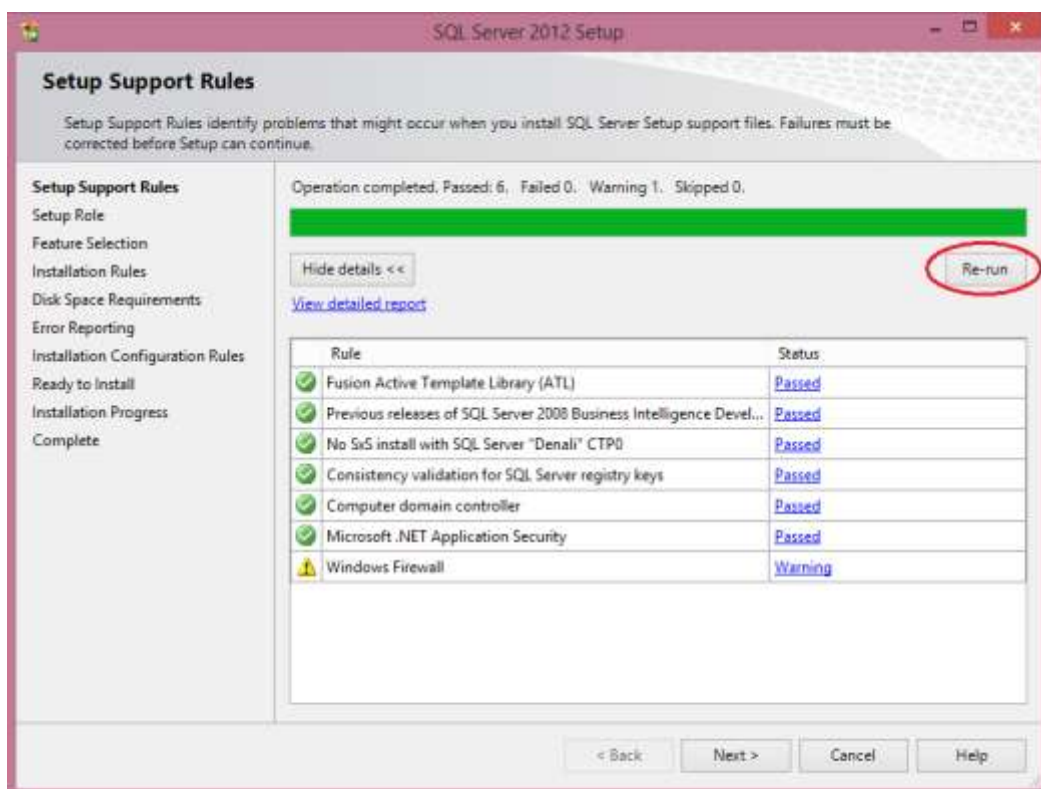 SQL Server 2012 Setup
Setup Support Rules
Setup Support Rules identify problems that might occur when you install SQL Server Setup support files. Failures must be
corrected before Setup can continue.
Setup Support Rules
Setup Role
Feature Selection
Installation Rules
Disk Space Requirements
Error Reporting
Installation Configuration Rules
Ready to Install
Installation Progress
Complete
Operation completed. Passed: 6. Failed 0. Warning 1. Skipped 0.
Hide details <<
Re-run
View detailed report
Rule Status
Fusion Active Template Library (ATL) Passed
Previous releases of SQL Server 2008 Business Intelligence Devel... Passed
No SxS install with SQL Server "Denali" CTP0 Passed
Consistency validation for SQL Server registry keys Passed
Computer domain controller Passed
Microsoft .NET Application Security Passed
Windows Firewall Warning
< Back Next > Cancel Help